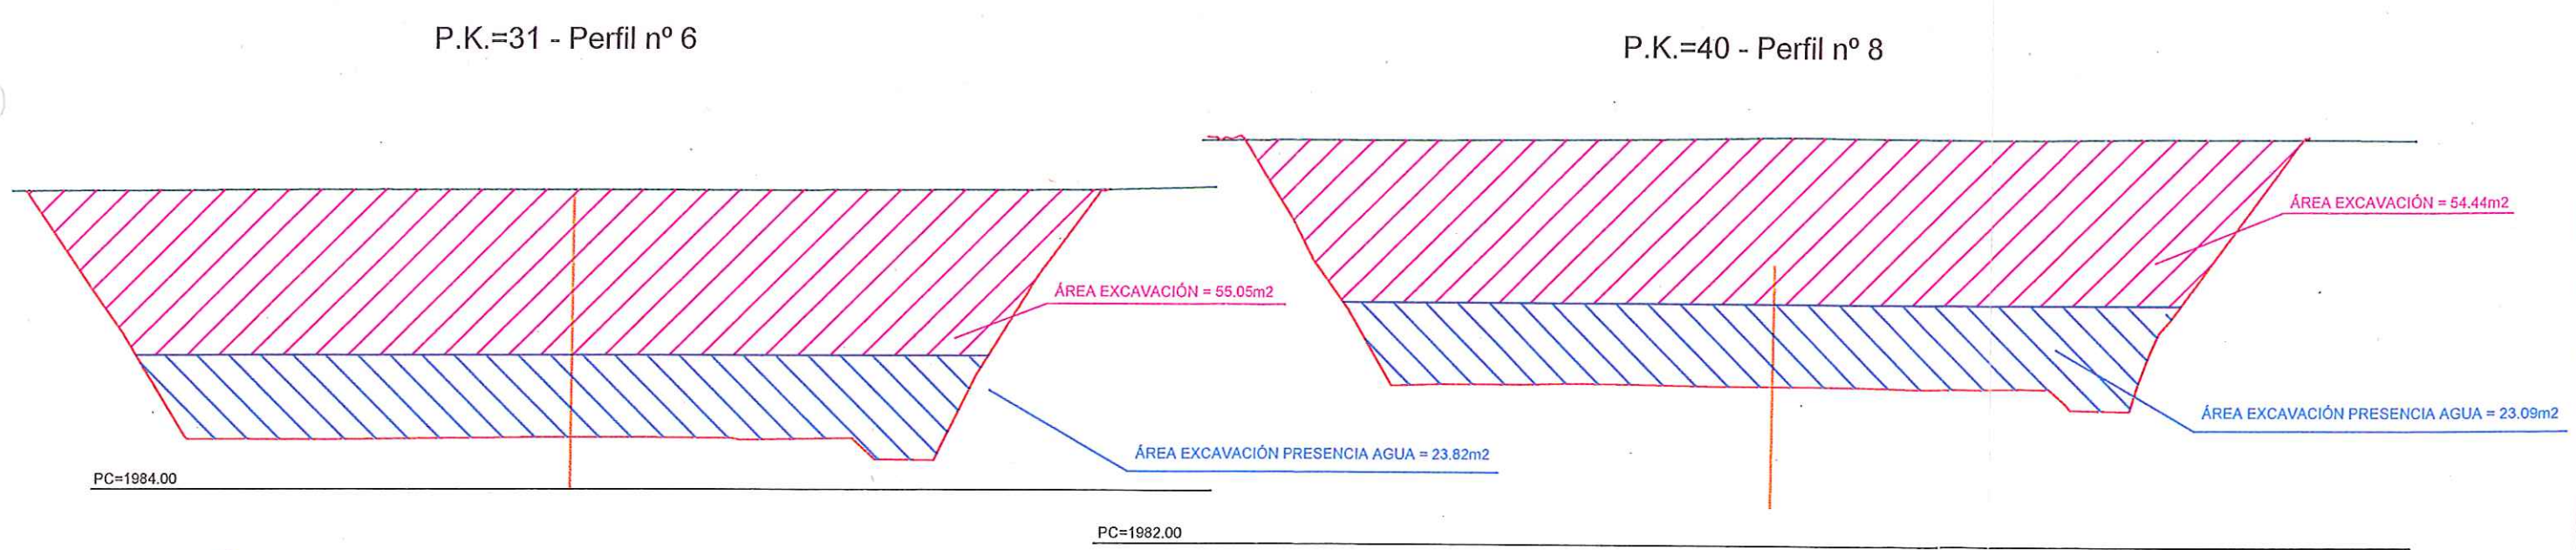 P.K.=31 - Perfil nº 6
ÁREA EXCAVACIÓN = 55.05m2
ÁREA EXCAVACIÓN PRESENCIA AGUA = 23.82m2
PC=1984.00
P.K.=40 - Perfil nº 8
ÁREA EXCAVACIÓN = 54.44m2
ÁREA EXCAVACIÓN PRESENCIA AGUA = 23.09m2
PC=1982.00